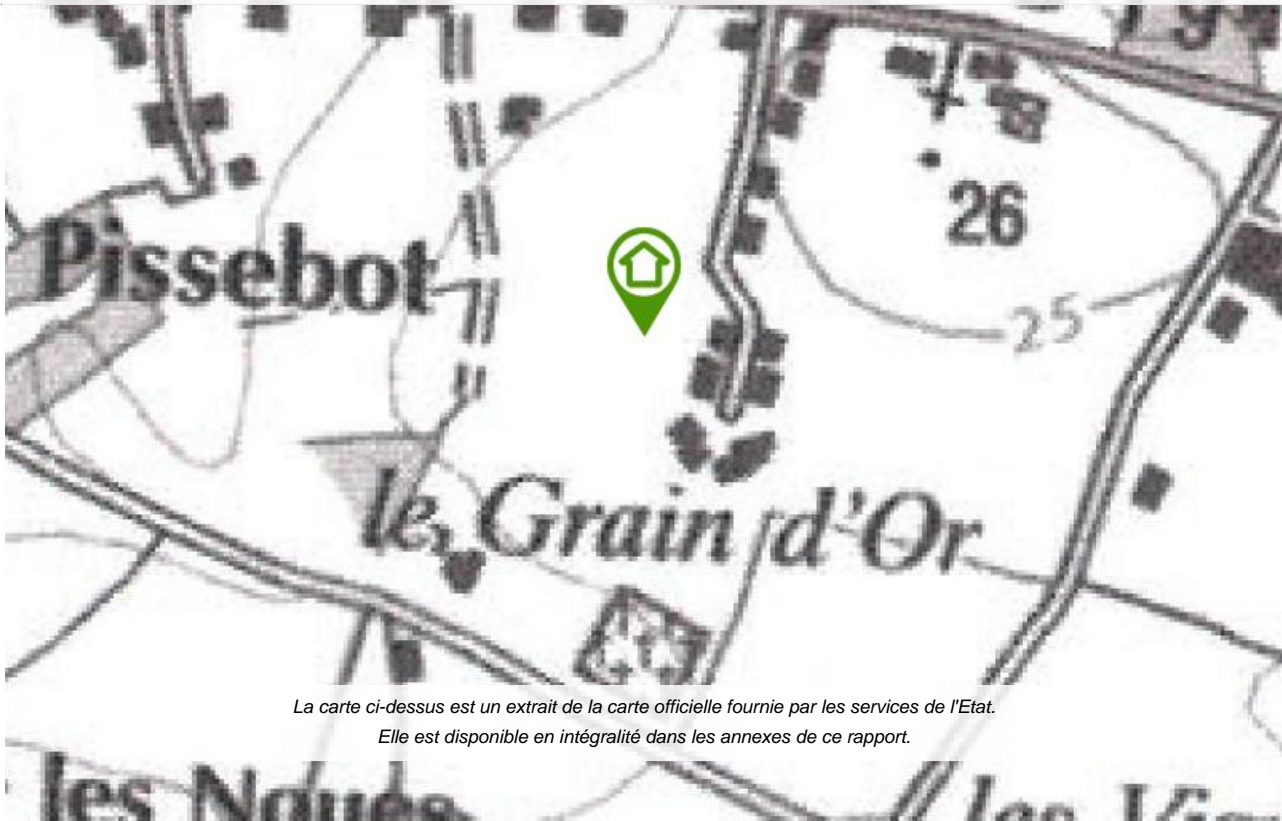 26
Pissebot
25
le Grain d'Or
La carte ci-dessus est un extrait de la carte officielle fournie par les services de l'Etat.
Elle est disponible en intégralité dans les annexes de ce rapport.
les Noues
les